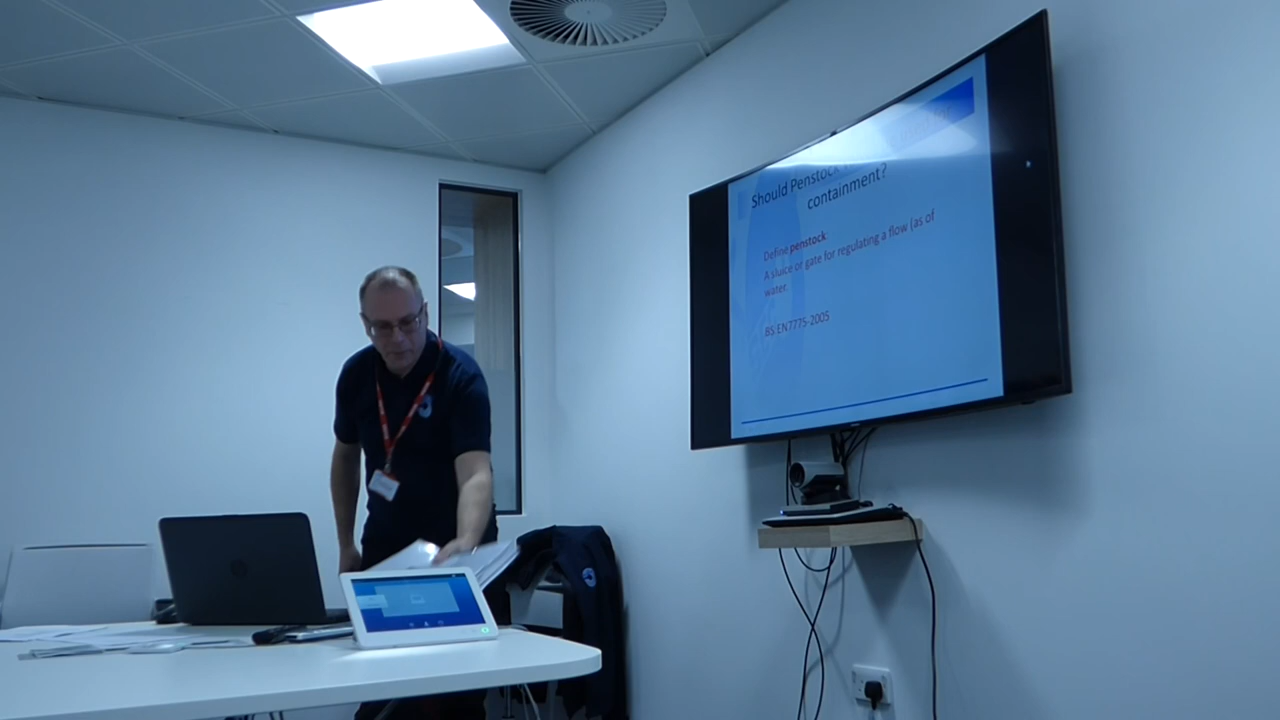 Should Penstock
containment?
Define penstock:
A sluice or gate for regulating a flow (as of
water.
BS EN7775-2005